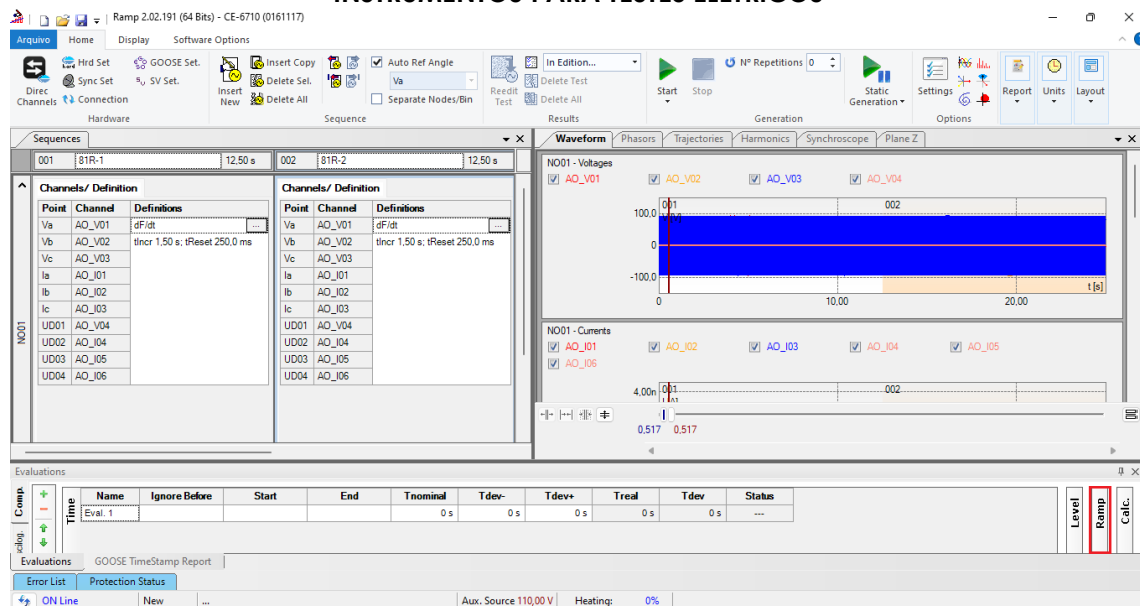 INSTRUMENTOS PARA TESTES ELÉTRICOS
Ramp 2.02.191 (64 Bits) - CE-6710 (0161117)
Arquivo Home Display Software Options
Direc Channels
Hrd Set
Sync Set
Connection
GOOSE Set.
SV Set.
Hardware
Insert New
Insert Copy
Delete Sel.
Delete All
Auto Ref Angle
Va
Separate Nodes/Bin
Sequence
Reedit Test
In Edition...
Delete Test
Delete All
Results
Start Stop
Nº Repetitions 0
Static Generation
Generation
Settings
Options
Report Units Layout
Sequences
001 81R-1 12,50 s 002 81R-2 12,50 s
Channels/ Definition Channels/ Definition
Point Channel Definitions Point Channel Definitions
Va AO_V01 dF/dt ... Va AO_V01 dF/dt ...
Vb AO_V02 tIncr 1,50 s; tReset 250,0 ms Vb AO_V02 tIncr 1,50 s; tReset 250,0 ms
Vc AO_V03 Vc AO_V03
Ia AO_I01 Ia AO_I01
Ib AO_I02 Ib AO_I02
Ic AO_I03 Ic AO_I03
UD01 AO_V04 UD01 AO_V04
UD02 AO_I04 UD02 AO_I04
UD03 AO_I05 UD03 AO_I05
UD04 AO_I06 UD04 AO_I06
NO01
Waveform Phasors Trajectories Harmonics Synchroscope Plane Z
NO01 - Voltages
AO_V01 AO_V02 AO_V03 AO_V04
001 002
100,0
0
-100,0
t [s]
0 10,00 20,00
NO01 - Currents
AO_I01 AO_I02 AO_I03 AO_I04 AO_I05
AO_I06
4,00n 001 002
0,517 0,517
Evaluations
Comp.
Time
Name Ignore Before Start End Tnominal Tdev- Tdev+ Treal Tdev Status
Eval. 1 0 s 0 s 0 s 0 s 0 s ---
Level
Ramp
Calc.
Evaluations GOOSE TimeStamp Report
Error List Protection Status
ON Line New ... Aux. Source 110,00 V Heating: 0%